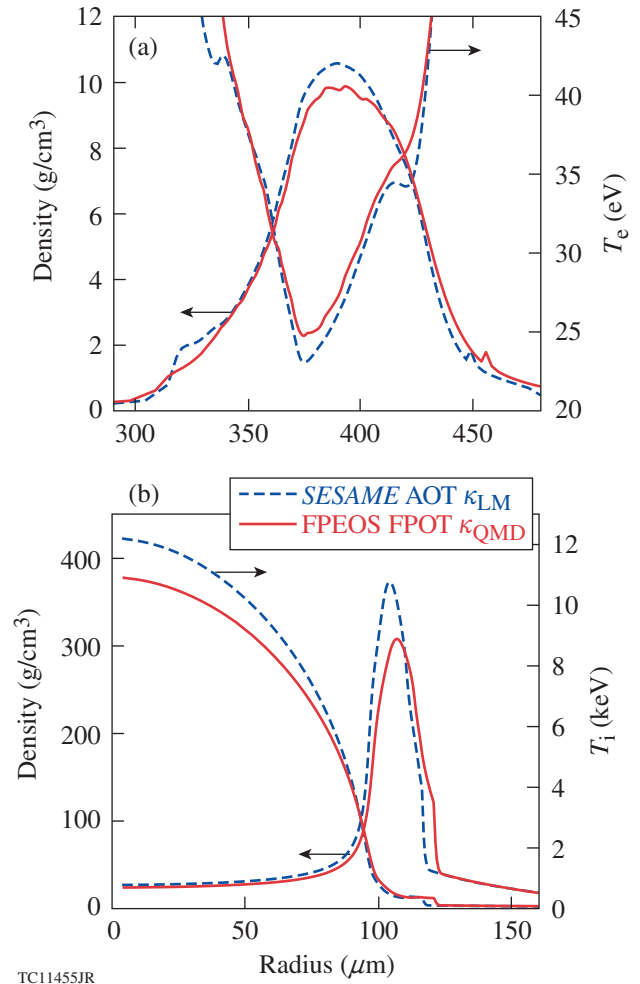 (a)
12
10
8
6
4
2
0
Density (g/cm³)
45
40
35
30
25
20
Tₑ (eV)
300 350 400 450
(b)
SESAME AOT κLM
FPEOS FPOT κQMD
400
300
200
100
0
Density (g/cm³)
12
10
8
6
4
2
0
Tᵢ (keV)
0 50 100 150
Radius (μm)
TC11455JR